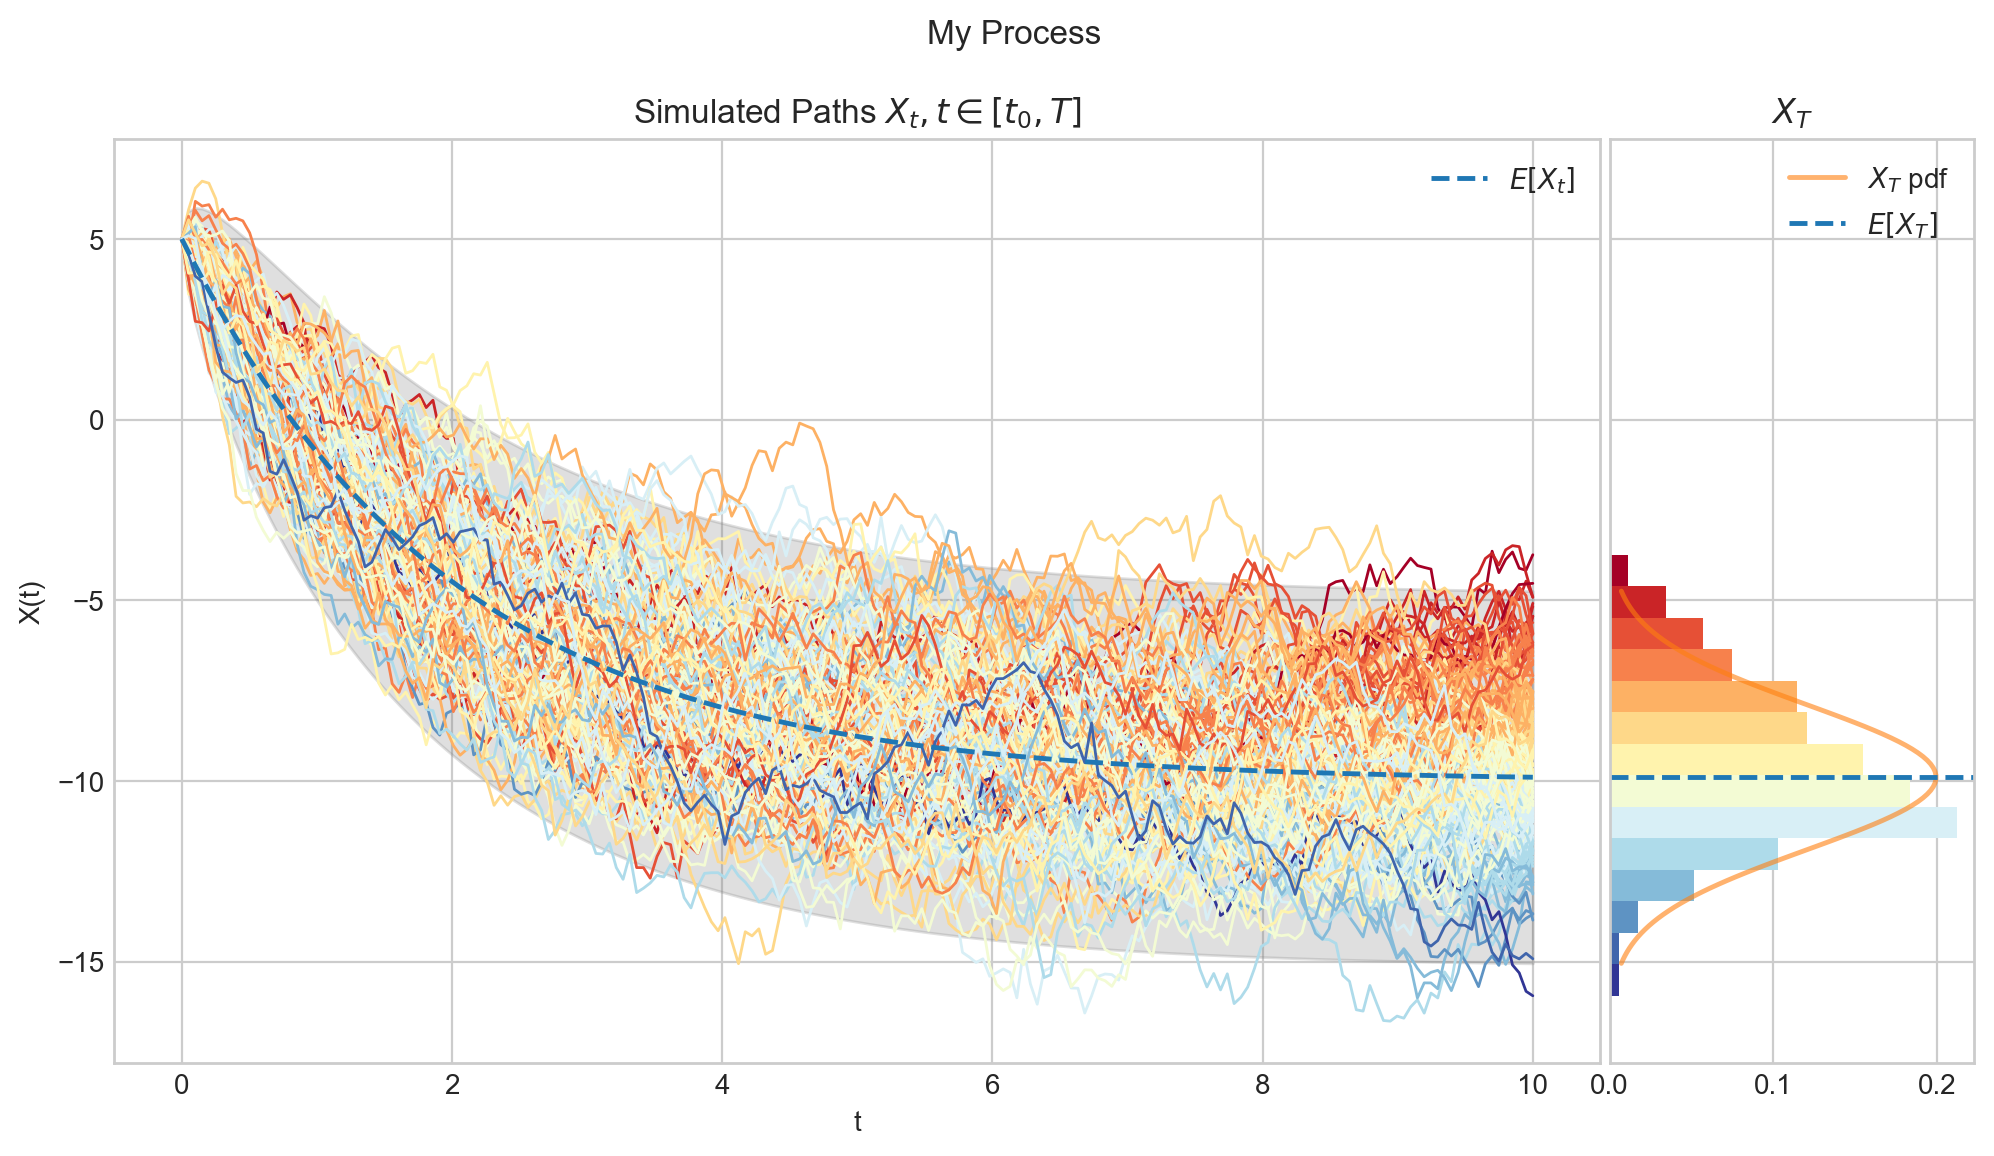 My Process
Simulated Paths $X_t, t \in [t_0, T]$
$X_T$
$E[X_t]$
$X_T$ pdf
$E[X_T]$
5
0
−5
−10
−15
X(t)
0 2 4 6 8 10 0.0 0.1 0.2
t